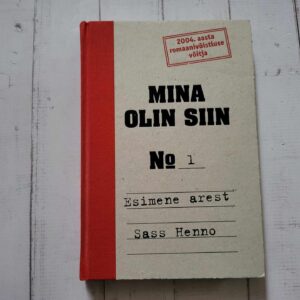 2004. aasta
romaanivõistluse
võitja
MINA
OLIN SIIN
No 1
Esimene arest
Sass Henno